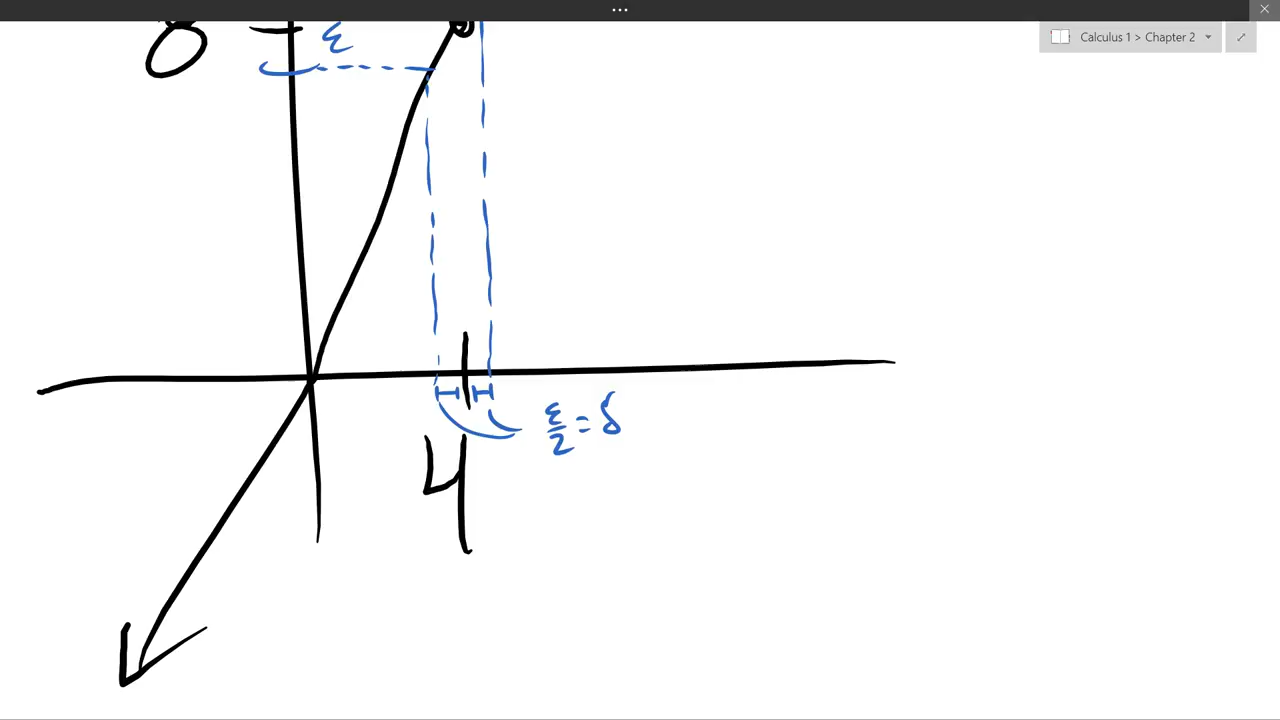 Calculus 1 > Chapter 2
8
ε
ε/2 = δ
4